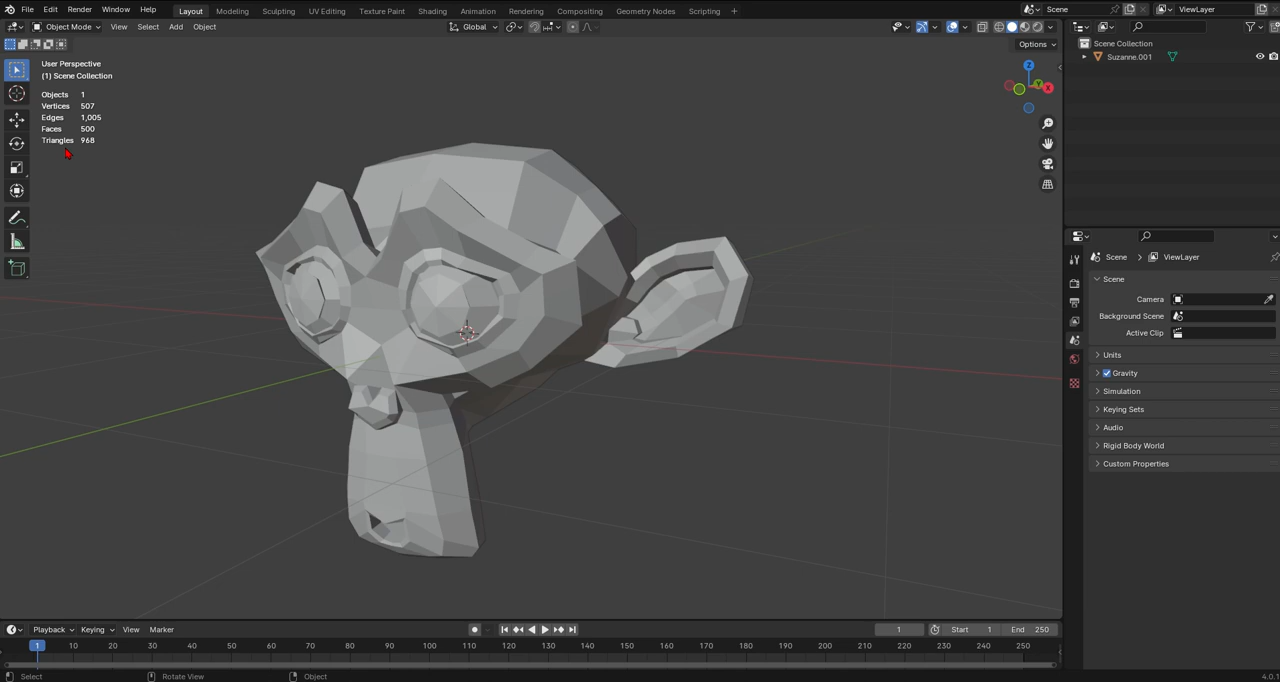 File Edit Render Window Help Layout Modeling Sculpting UV Editing Texture Paint Shading Animation Rendering Compositing Geometry Nodes Scripting + Scene ViewLayer
Object Mode View Select Add Object Global
Options
User Perspective
(1) Scene Collection
Objects 1
Vertices 507
Edges 1,005
Faces 500
Triangles 968
Z
Y
X
Scene Collection
Suzanne.001
Scene > ViewLayer
Scene
Camera
Background Scene
Active Clip
Units
Gravity
Simulation
Keying Sets
Audio
Rigid Body World
Custom Properties
Playback Keying View Marker 1 Start 1 End 250
1 10 20 30 40 50 60 70 80 90 100 110 120 130 140 150 160 170 180 190 200 210 220 230 240 250
Select Rotate View Object 4.0.1